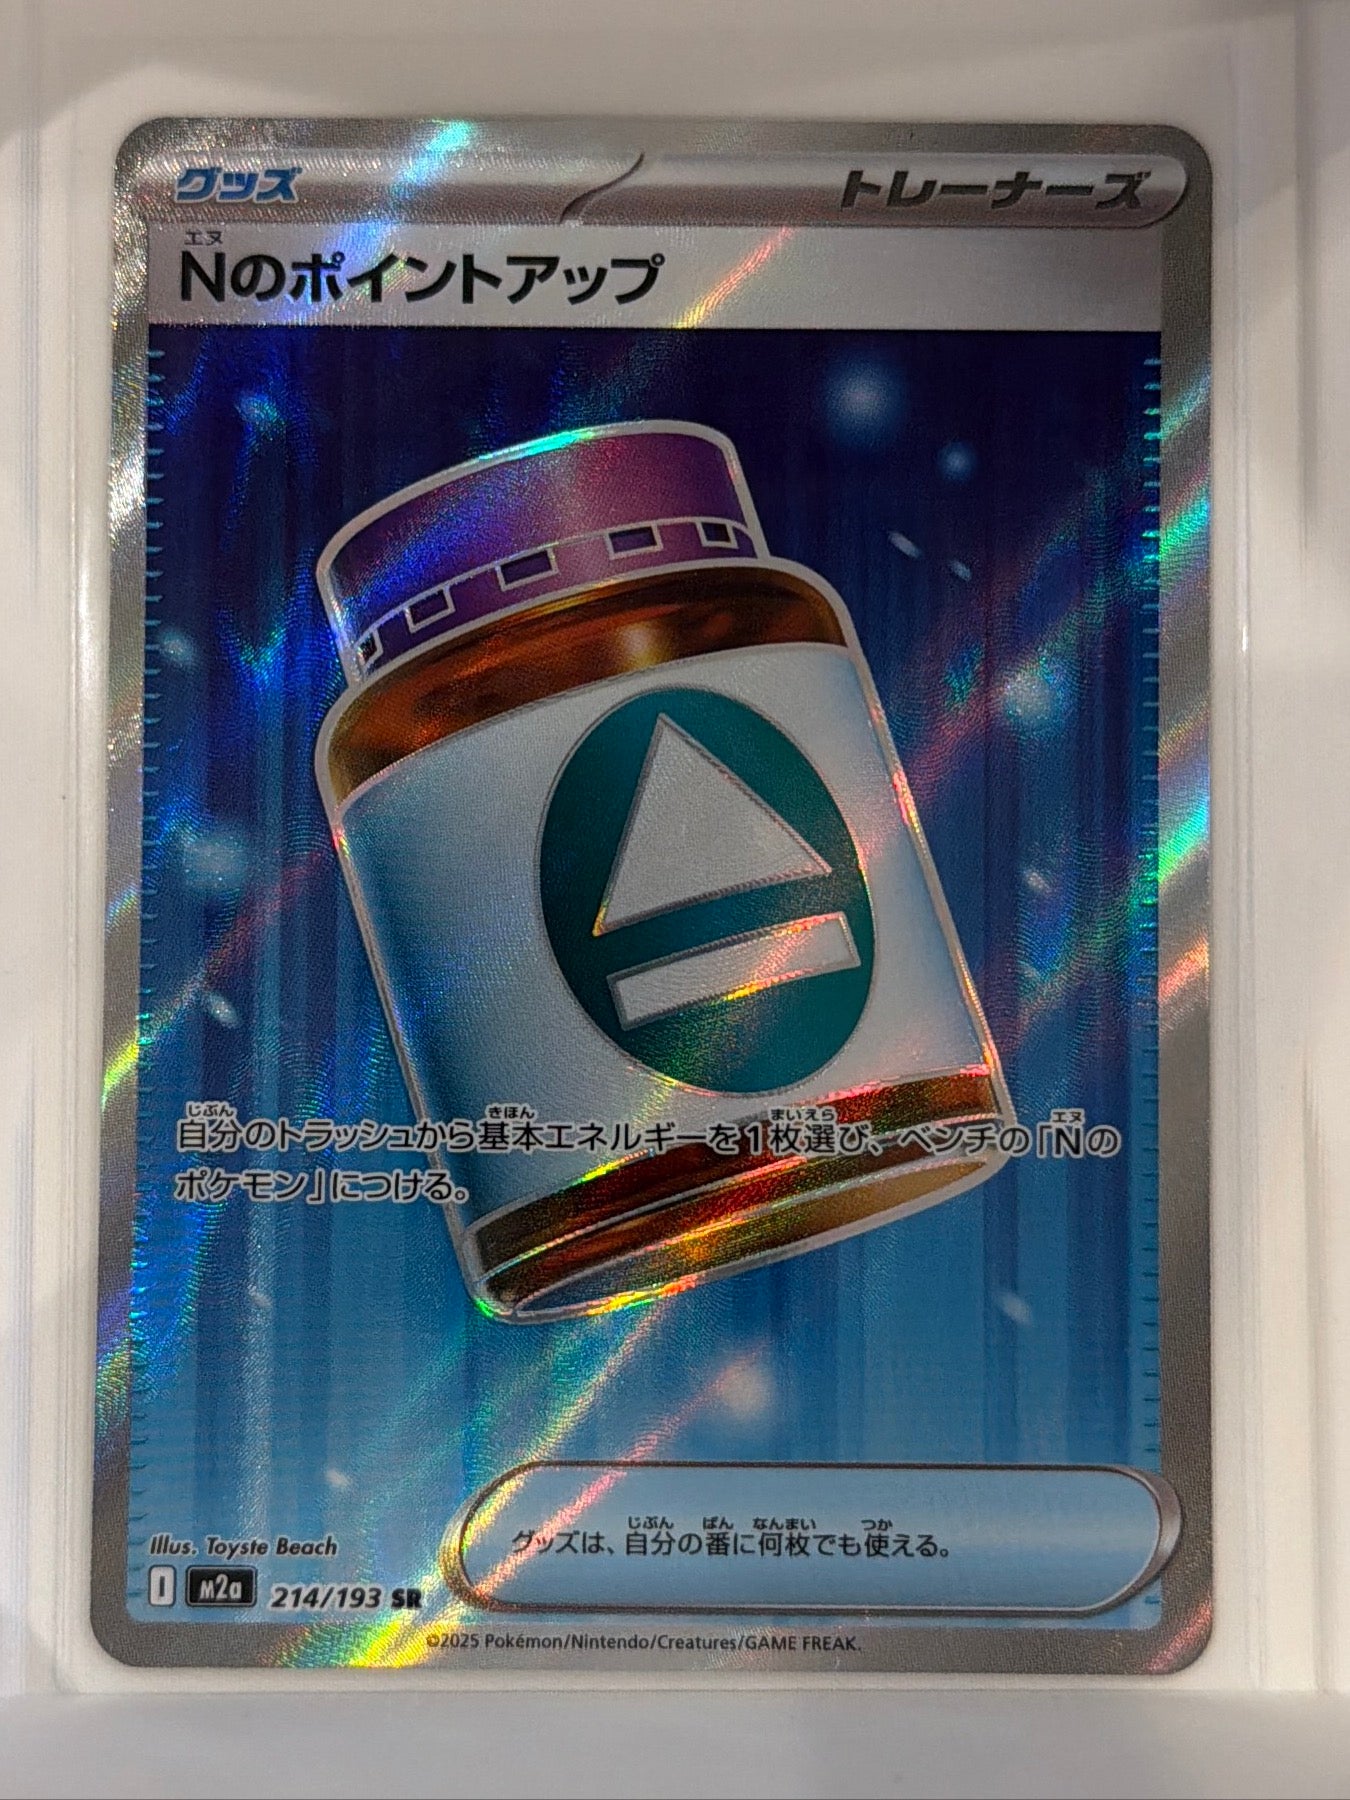 グッズ
トレーナーズ
エヌ
Nのポイントアップ
じぶん きほん まいえら エヌ
自分のトラッシュから基本エネルギーを1枚選び、ベンチの「Nの
ポケモン」につける。
じぶん ばん なんまい つか
グッズは、自分の番に何枚でも使える。
Illus. Toyste Beach
I M2a 214/193 SR
©2025 Pokémon/Nintendo/Creatures/GAME FREAK.